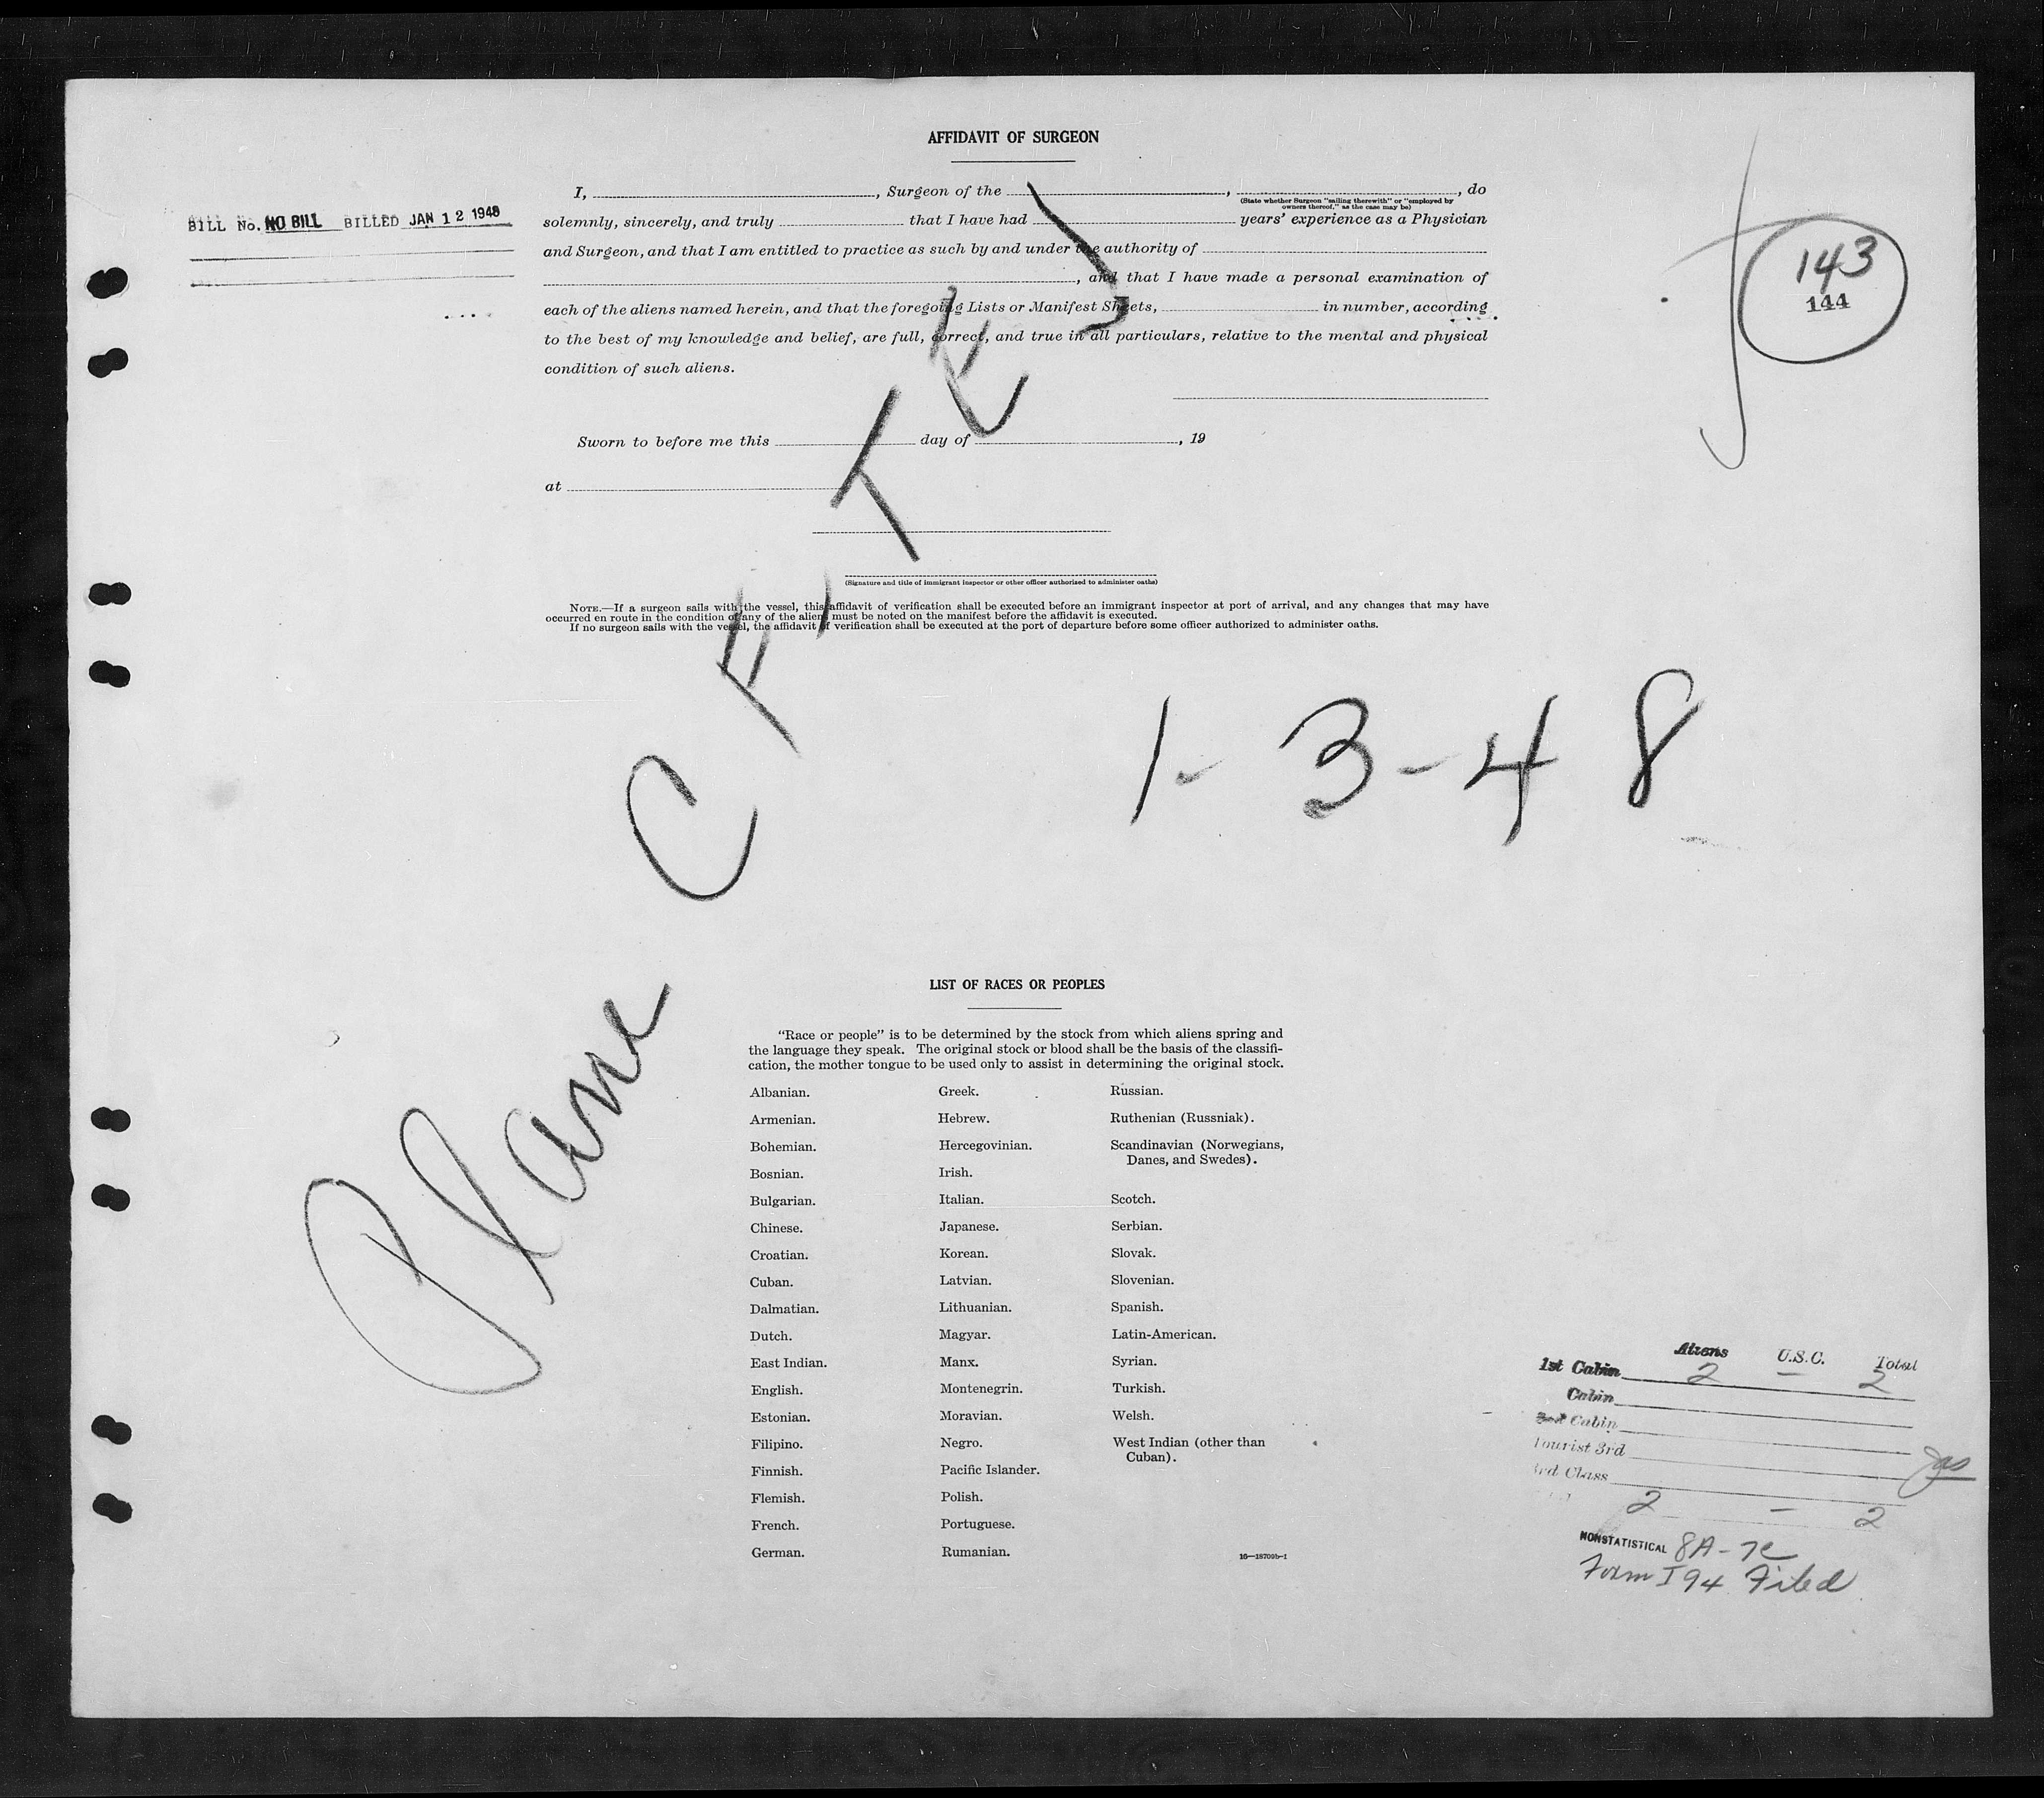 AFFIDAVIT OF SURGEON
I, , Surgeon of the , , do
(State whether Surgeon "sailing therewith" or "employed by
owners thereof," as the case may be)
BILL No. NO BILL BILLED JAN 12 1948
solemnly, sincerely, and truly that I have had years' experience as a Physician
and Surgeon, and that I am entitled to practice as such by and under the authority of
, and that I have made a personal examination of
143
144
each of the aliens named herein, and that the foregoing Lists or Manifest Sheets, in number, according
to the best of my knowledge and belief, are full, correct, and true in all particulars, relative to the mental and physical
condition of such aliens.
Sworn to before me this day of , 19
at
(Signature and title of immigrant inspector or other officer authorized to administer oaths)
NOTE.—If a surgeon sails with the vessel, this affidavit of verification shall be executed before an immigrant inspector at port of arrival, and any changes that may have
occurred en route in the condition of any of the aliens must be noted on the manifest before the affidavit is executed.
If no surgeon sails with the vessel, the affidavit of verification shall be executed at the port of departure before some officer authorized to administer oaths.
Plane
1-3-48
LIST OF RACES OR PEOPLES
"Race or people" is to be determined by the stock from which aliens spring and
the language they speak. The original stock or blood shall be the basis of the classifi-
cation, the mother tongue to be used only to assist in determining the original stock.
Albanian.
Armenian.
Bohemian.
Bosnian.
Bulgarian.
Chinese.
Croatian.
Cuban.
Dalmatian.
Dutch.
East Indian.
English.
Estonian.
Filipino.
Finnish.
Flemish.
French.
German.
Greek.
Hebrew.
Hercegovinian.
Irish.
Italian.
Japanese.
Korean.
Latvian.
Lithuanian.
Magyar.
Manx.
Montenegrin.
Moravian.
Negro.
Pacific Islander.
Polish.
Portuguese.
Rumanian.
Russian.
Ruthenian (Russniak).
Scandinavian (Norwegians,
Danes, and Swedes).
Scotch.
Serbian.
Slovak.
Slovenian.
Spanish.
Latin-American.
Syrian.
Turkish.
Welsh.
West Indian (other than
Cuban).
16—18709b-1
Aliens U.S.C. Total
1st Cabin 2 — 2
Cabin
2nd Cabin
Tourist 3rd
3rd Class
2 — 2
NONSTATISTICAL 8A-7C
Form I 94 Filed